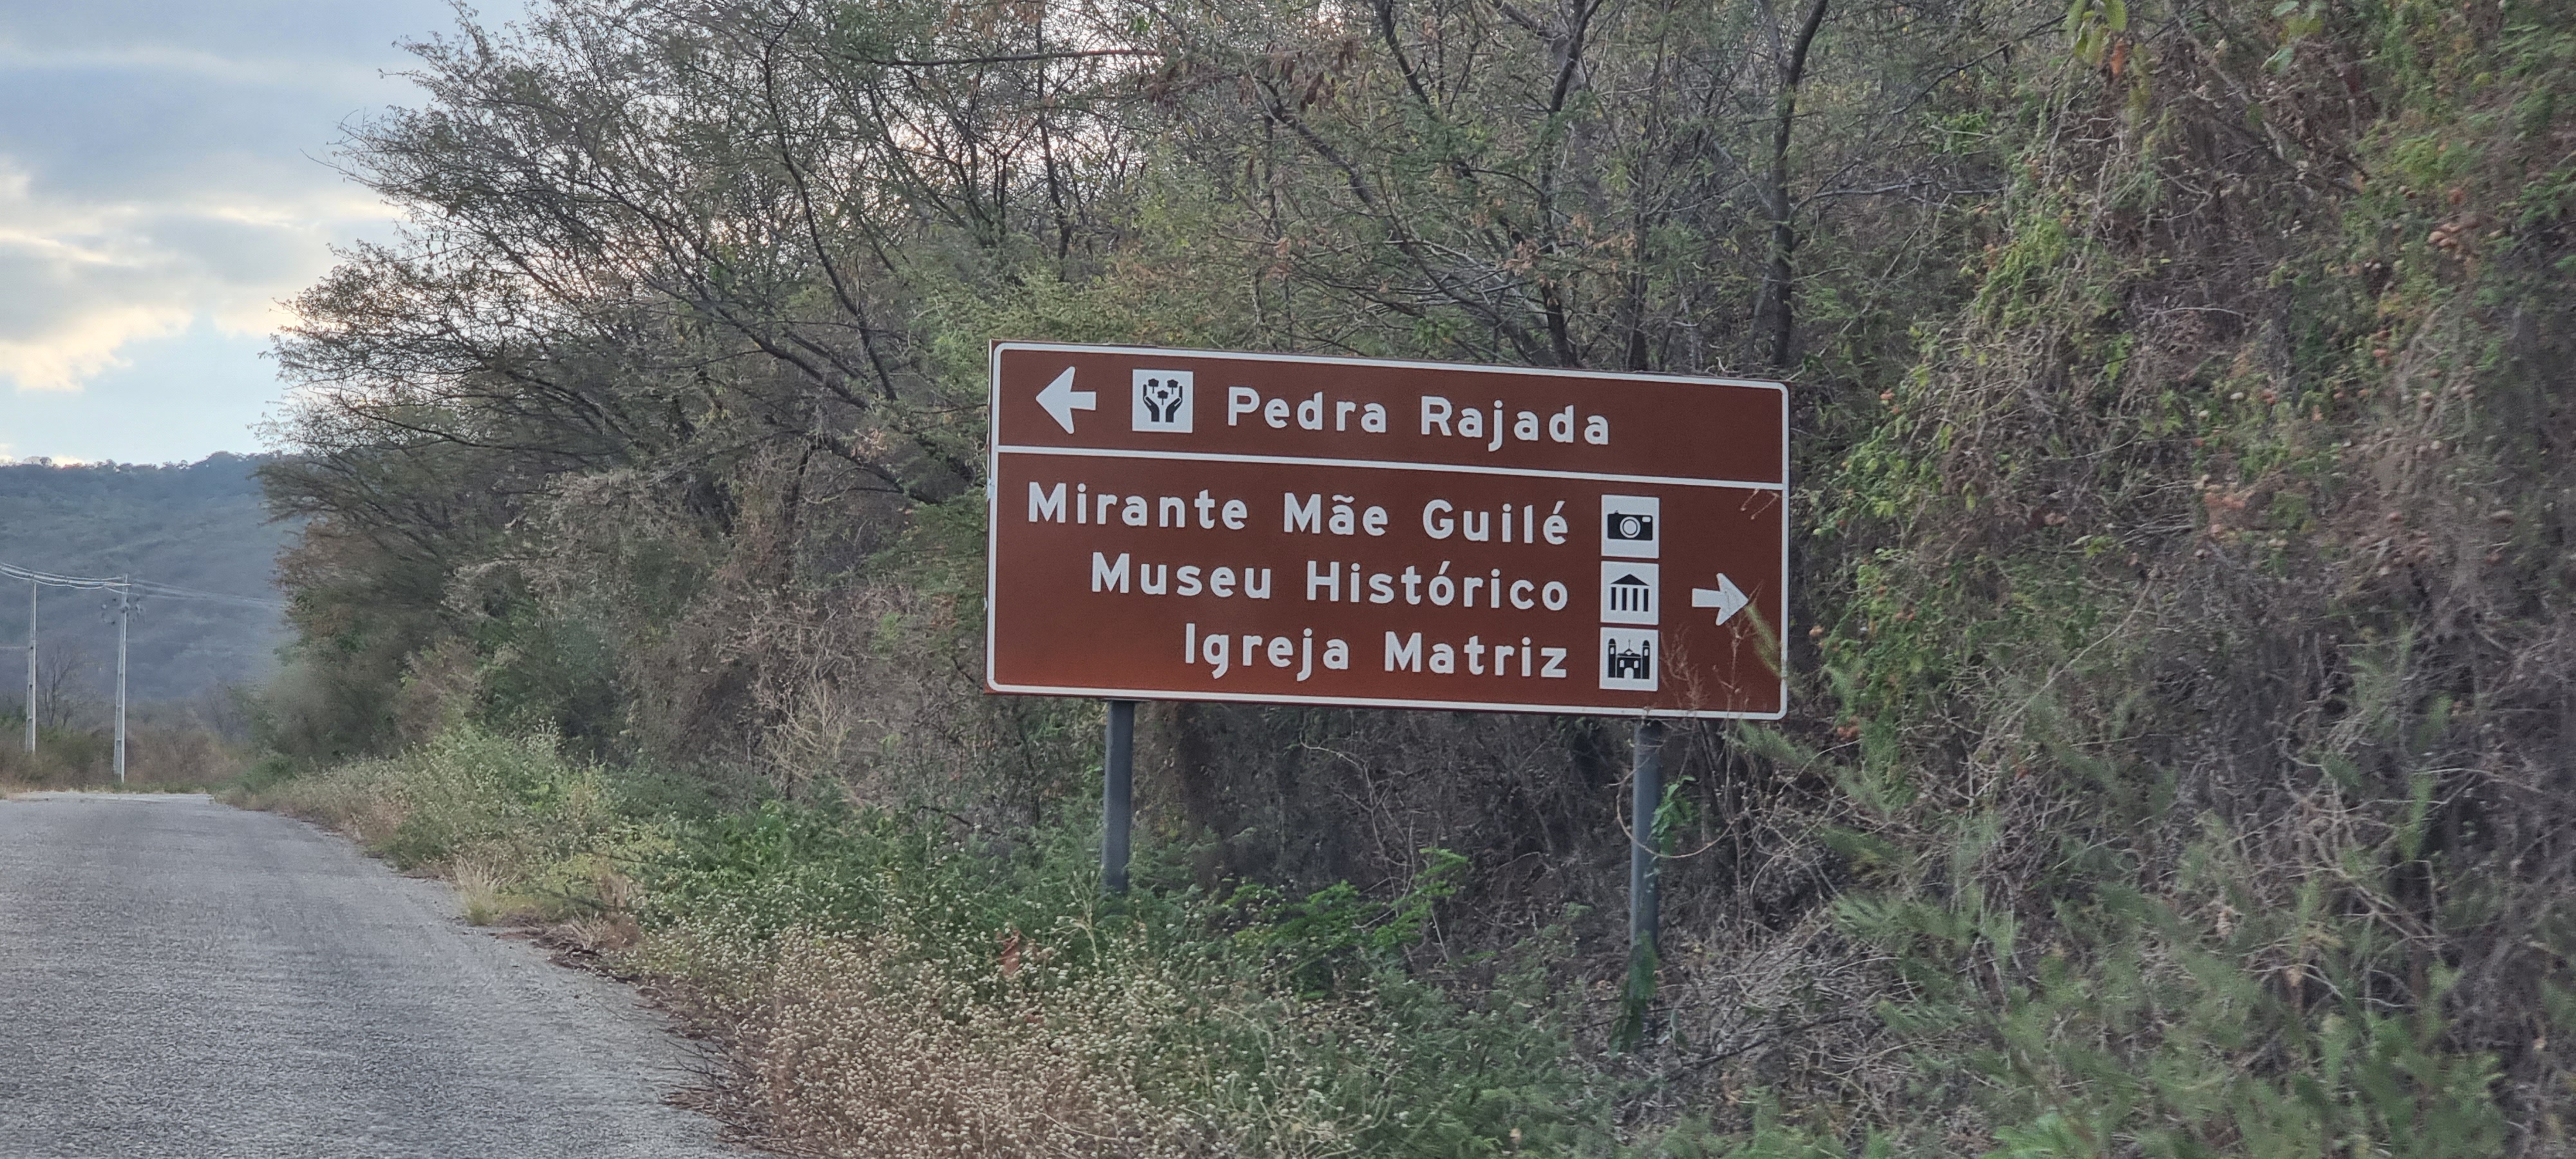 Pedra Rajada
Mirante Mãe Guilé
Museu Histórico
Igreja Matriz